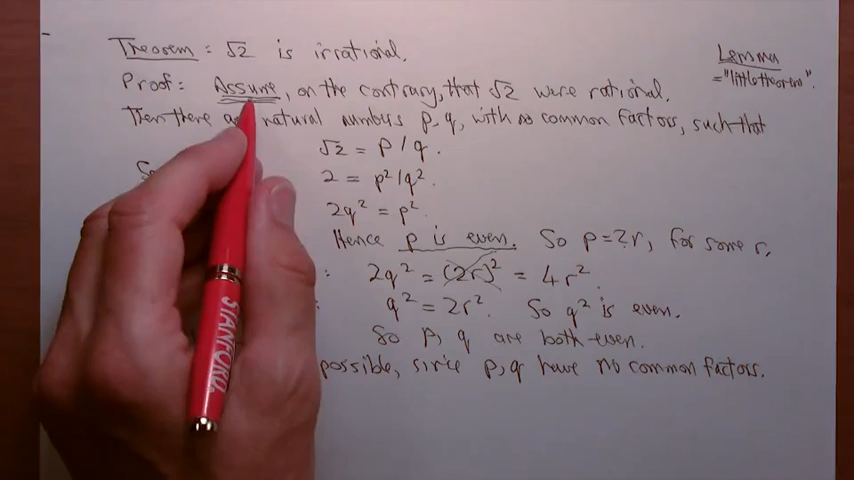 Theorem: √2 is irrational.
Proof: Assume, on the contrary, that √2 were rational.
Then there natural numbers p, q, with no common factors, such that
√2 = p/q.
2 = p²/q².
2q² = p².
Hence p is even. So p=2r, for some r.
: 2q² = (2r)² = 4r².
: q² = 2r². So q² is even.
So p, q are both even.
possible, since p, q have no common factors.
Lemma
= "little theorem".
STANFORD